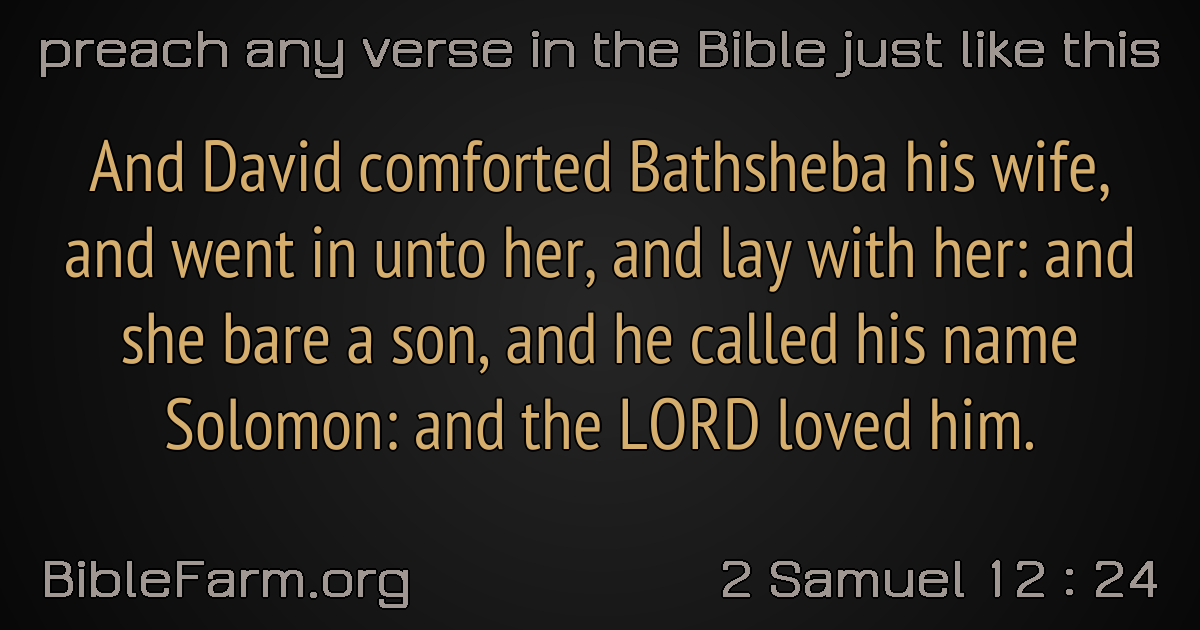 preach any verse in the Bible just like this
And David comforted Bathsheba his wife,
and went in unto her, and lay with her: and
she bare a son, and he called his name
Solomon: and the LORD loved him.
BibleFarm.org
2 Samuel 12 : 24